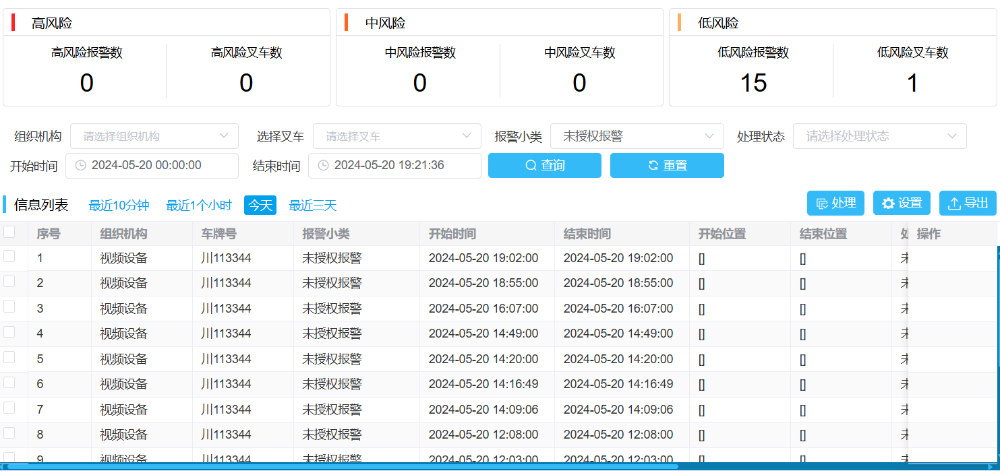 高风险 中风险 低风险
高风险报警数 高风险叉车数 中风险报警数 中风险叉车数 低风险报警数 低风险叉车数
0 0 0 0 15 1
组织机构 请选择组织机构 选择叉车 请选择叉车 报警小类 未授权报警 处理状态 请选择处理状态
开始时间 2024-05-20 00:00:00 结束时间 2024-05-20 19:21:36 查询 重置
信息列表 最近10分钟 最近1个小时 今天 最近三天 处理 设置 导出
序号 组织机构 车牌号 报警小类 开始时间 结束时间 开始位置 结束位置 操作
1 视频设备 川113344 未授权报警 2024-05-20 19:02:00 2024-05-20 19:02:00 [] []
2 视频设备 川113344 未授权报警 2024-05-20 18:55:00 2024-05-20 18:55:00 [] []
3 视频设备 川113344 未授权报警 2024-05-20 16:07:00 2024-05-20 16:07:00 [] []
4 视频设备 川113344 未授权报警 2024-05-20 14:49:00 2024-05-20 14:49:00 [] []
5 视频设备 川113344 未授权报警 2024-05-20 14:20:00 2024-05-20 14:20:00 [] []
6 视频设备 川113344 未授权报警 2024-05-20 14:16:49 2024-05-20 14:16:49 [] []
7 视频设备 川113344 未授权报警 2024-05-20 14:09:06 2024-05-20 14:09:06 [] []
8 视频设备 川113344 未授权报警 2024-05-20 12:08:00 2024-05-20 12:08:00 [] []
9 视频设备 川113344 未授权报警 2024-05-20 12:03:00 2024-05-20 12:03:00 [] []